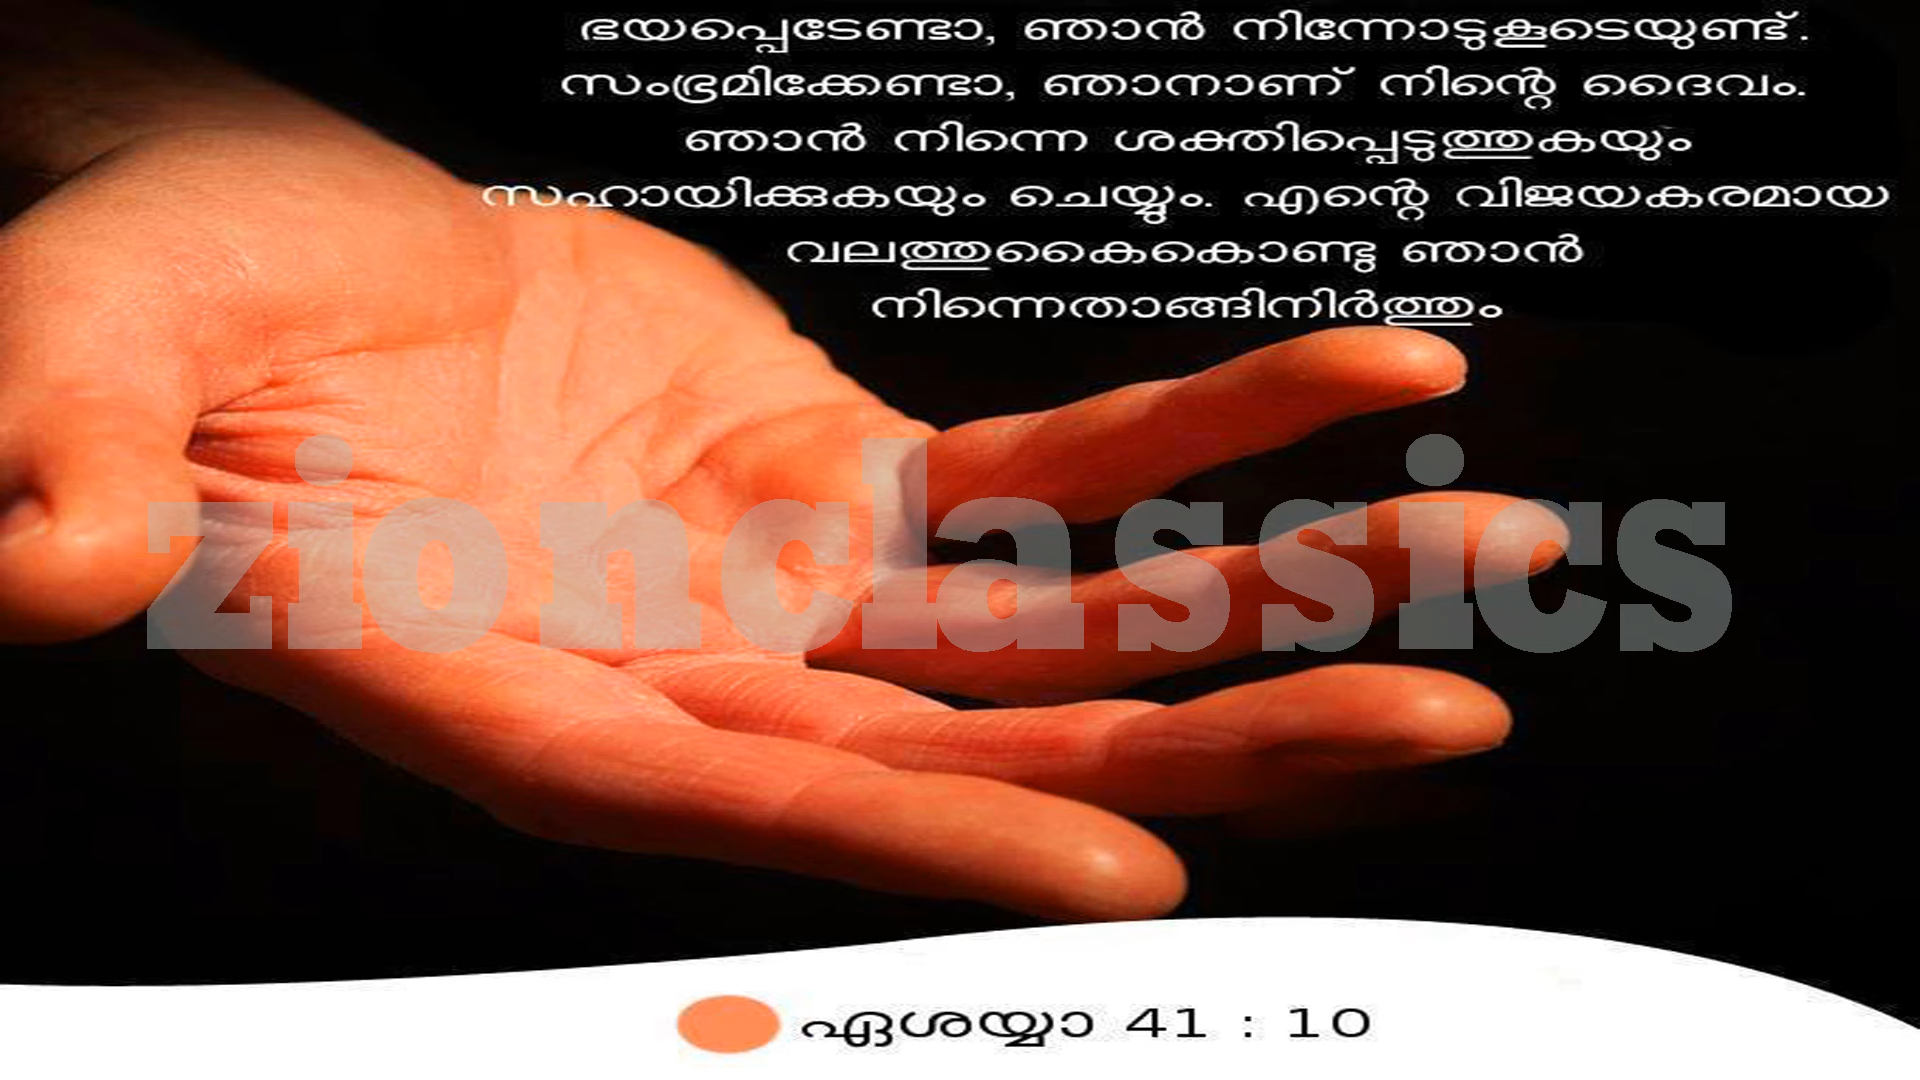 ഭയപ്പെടേണ്ടാ, ഞാൻ നിന്നോടുകൂടെയുണ്ട്.
സംഭ്രമിക്കേണ്ടാ, ഞാനാണ് നിന്റെ ദൈവം.
ഞാൻ നിന്നെ ശക്തിപ്പെടുത്തുകയും
സഹായിക്കുകയും ചെയ്യും. എന്റെ വിജയകരമായ
വലത്തുകൈകൊണ്ടു ഞാൻ
നിന്നെതാങ്ങിനിർത്തും
zionclassics
ഏശയ്യാ 41 : 10